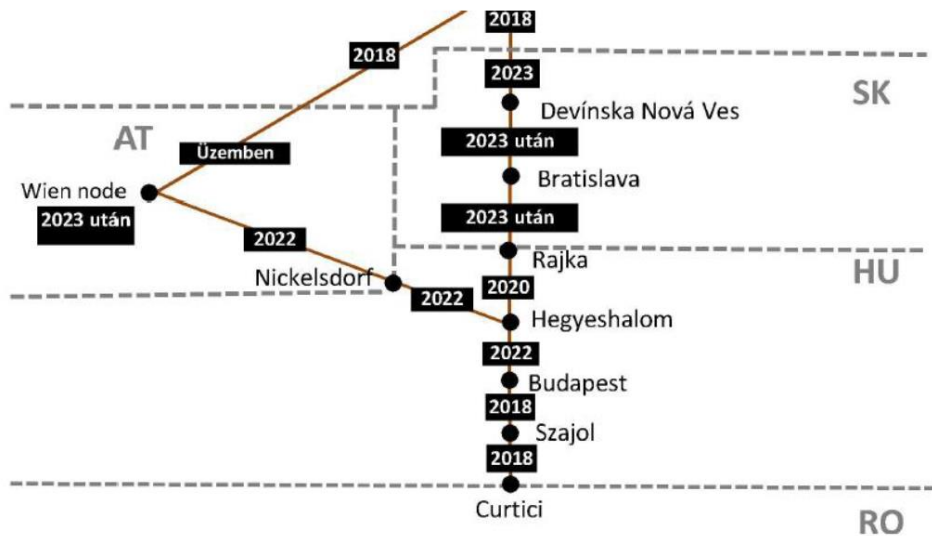 2018
2018
2023
SK
Devínska Nová Ves
AT
2023 után
Üzemben
Bratislava
Wien node
2023 után
2023 után
2022
Rajka
HU
Nickelsdorf
2020
2022
Hegyeshalom
2022
Budapest
2018
Szajol
2018
Curtici
RO